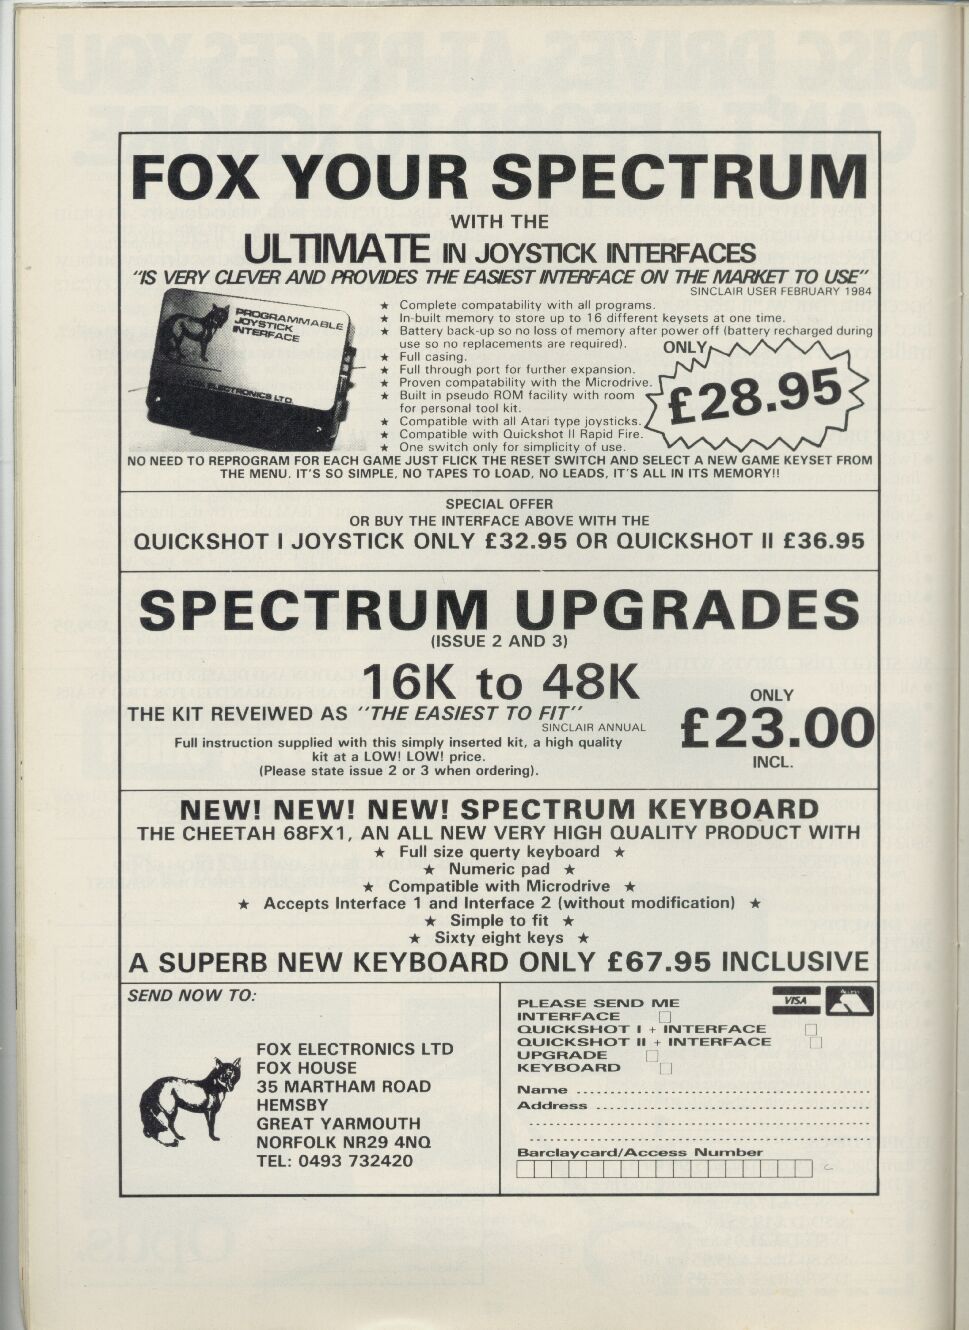 FOX YOUR SPECTRUM
WITH THE
ULTIMATE IN JOYSTICK INTERFACES
"IS VERY CLEVER AND PROVIDES THE EASIEST INTERFACE ON THE MARKET TO USE"
SINCLAIR USER FEBRUARY 1984
PROGRAMMABLE
JOYSTICK
INTERFACE
FOX ELECTRONICS LTD
★ Complete compatability with all programs.
★ In-built memory to store up to 16 different keysets at one time.
★ Battery back-up so no loss of memory after power off (battery recharged during
use so no replacements are required).
★ Full casing.
★ Full through port for further expansion.
★ Proven compatability with the Microdrive.
★ Built in pseudo ROM facility with room
for personal tool kit.
★ Compatible with all Atari type joysticks.
★ Compatible with Quickshot II Rapid Fire.
★ One switch only for simplicity of use.
ONLY
£28.95
NO NEED TO REPROGRAM FOR EACH GAME JUST FLICK THE RESET SWITCH AND SELECT A NEW GAME KEYSET FROM
THE MENU. IT'S SO SIMPLE, NO TAPES TO LOAD, NO LEADS, IT'S ALL IN ITS MEMORY!!
SPECIAL OFFER
OR BUY THE INTERFACE ABOVE WITH THE
QUICKSHOT I JOYSTICK ONLY £32.95 OR QUICKSHOT II £36.95
SPECTRUM UPGRADES
(ISSUE 2 AND 3)
16K to 48K
THE KIT REVEIWED AS "THE EASIEST TO FIT"
SINCLAIR ANNUAL
Full instruction supplied with this simply inserted kit, a high quality
kit at a LOW! LOW! price.
(Please state issue 2 or 3 when ordering).
ONLY
£23.00
INCL.
NEW! NEW! NEW! SPECTRUM KEYBOARD
THE CHEETAH 68FX1, AN ALL NEW VERY HIGH QUALITY PRODUCT WITH
★ Full size querty keyboard ★
★ Numeric pad ★
★ Compatible with Microdrive ★
★ Accepts Interface 1 and Interface 2 (without modification) ★
★ Simple to fit ★
★ Sixty eight keys ★
A SUPERB NEW KEYBOARD ONLY £67.95 INCLUSIVE
SEND NOW TO:
FOX ELECTRONICS LTD
FOX HOUSE
35 MARTHAM ROAD
HEMSBY
GREAT YARMOUTH
NORFOLK NR29 4NQ
TEL: 0493 732420
VISA
Access
PLEASE SEND ME
INTERFACE □
QUICKSHOT I + INTERFACE □
QUICKSHOT II + INTERFACE □
UPGRADE □
KEYBOARD □
Name
Address
Barclaycard/Access Number